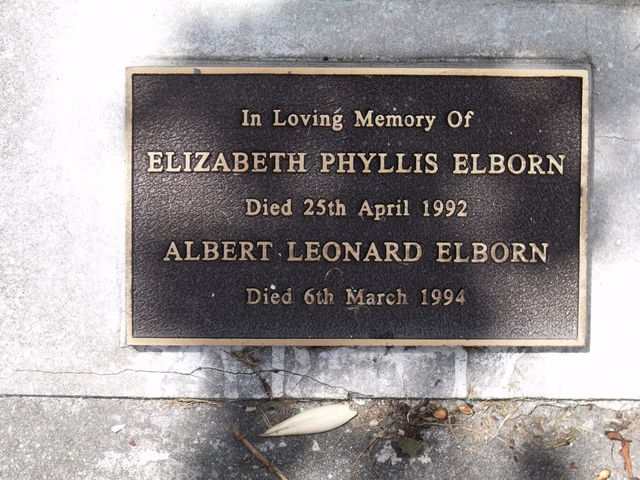 In Loving Memory Of
ELIZABETH PHYLLIS ELBORN
Died 25th April 1992
ALBERT LEONARD ELBORN
Died 6th March 1994